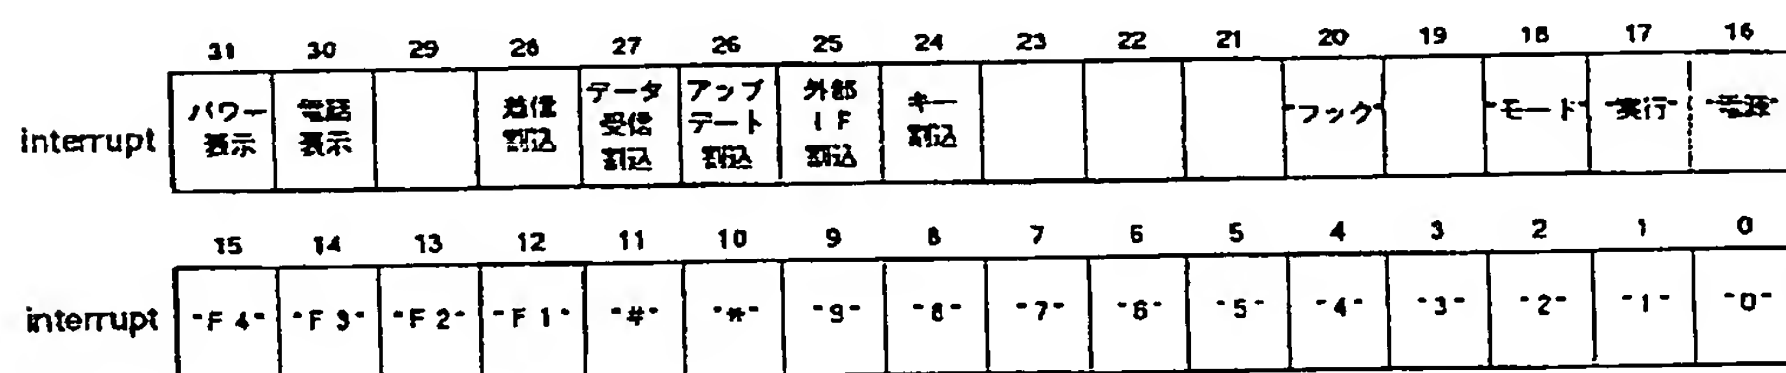 31 30 29 28 27 26 25 24 23 22 21 20 19 18 17 16
interrupt パワー表示 電話表示 着信割込 データ受信割込 アップデート割込 外部IF割込 キー割込 "フック" "モード" "実行" "電源"
15 14 13 12 11 10 9 8 7 6 5 4 3 2 1 0
interrupt "F4" "F3" "F2" "F1" "#" "*" "9" "8" "7" "6" "5" "4" "3" "2" "1" "0"